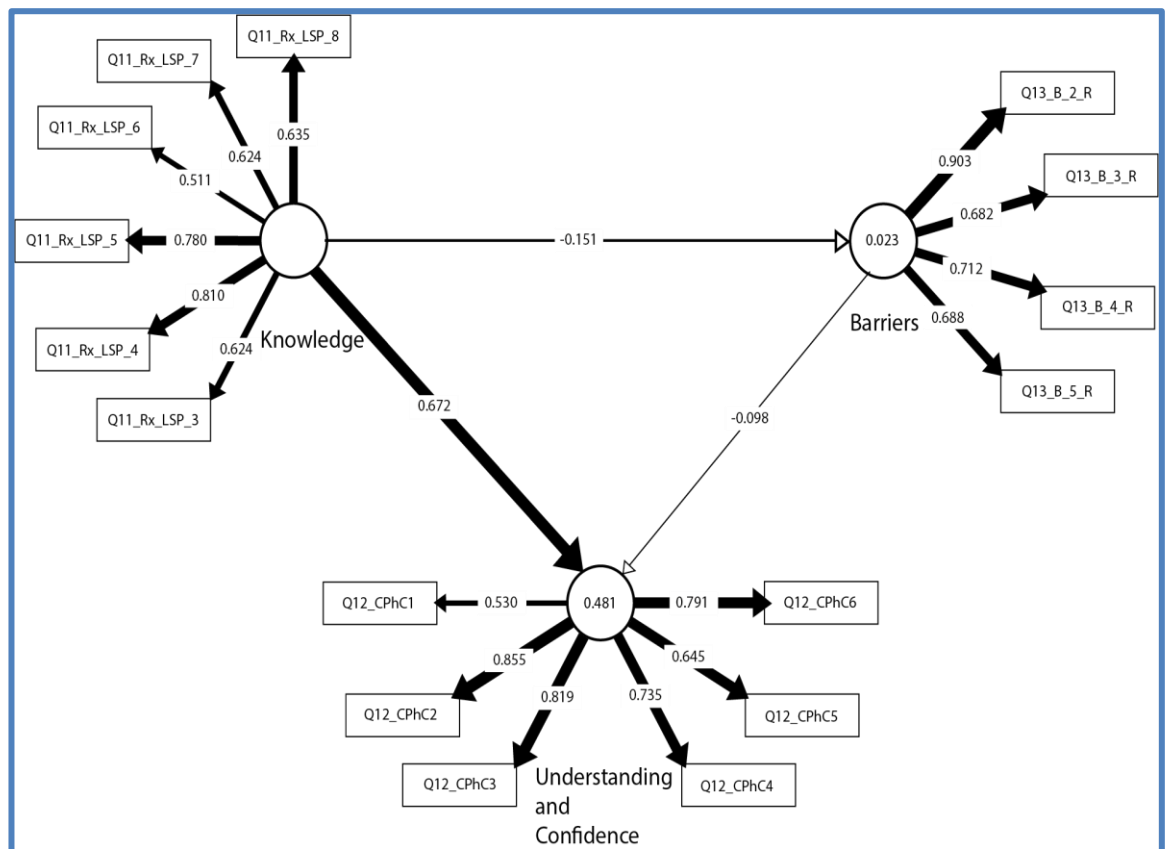 Q11_Rx_LSP_8
Q11_Rx_LSP_7
Q11_Rx_LSP_6
Q11_Rx_LSP_5
Q11_Rx_LSP_4
Q11_Rx_LSP_3
0.635
0.624
0.511
0.780
0.810
0.624
Knowledge
-0.151
0.672
-0.098
0.023
Barriers
Q13_B_2_R
Q13_B_3_R
Q13_B_4_R
Q13_B_5_R
0.903
0.682
0.712
0.688
0.481
Q12_CPhC1
0.530
0.791
Q12_CPhC6
0.855
0.645
Q12_CPhC2
0.819
0.735
Q12_CPhC5
Q12_CPhC3
Q12_CPhC4
Understanding
and
Confidence